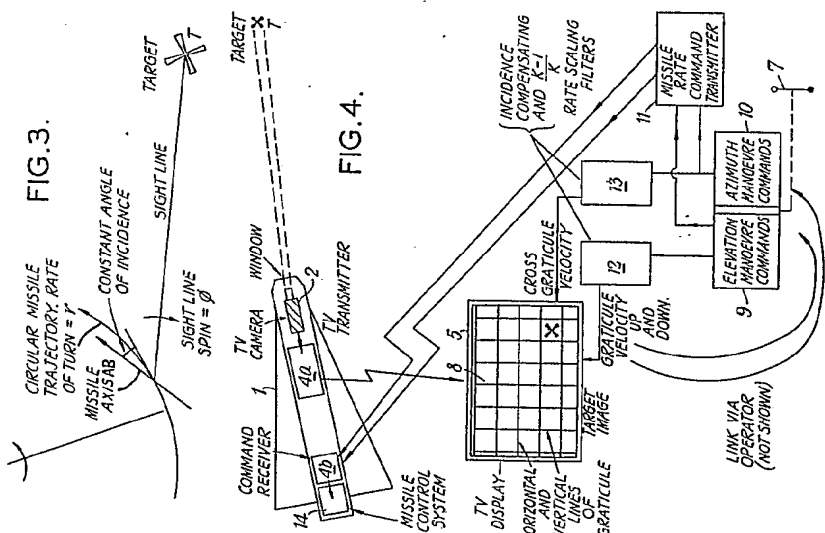 FIG.3.
CIRCULAR MISSILE
TRAJECTORY. RATE
OF TURN = r
MISSILE
AXIS AB
CONSTANT ANGLE
OF INCIDENCE
SIGHT LINE
SPIN = ø
SIGHT LINE
TARGET
T
FIG.4.
TARGET
T
WINDOW
TV
CAMERA
2
TV
TRANSMITTER
1
4a
COMMAND
RECEIVER
4b
14
MISSILE
CONTROL
SYSTEM
TV
DISPLAY
HORIZONTAL
AND
VERTICAL LINES
OF
GRATICULE
8
5
TARGET
IMAGE
CROSS
GRATICULE
VELOCITY
GRATICULE
VELOCITY
UP
AND
DOWN.
INCIDENCE
COMPENSATING
AND K-1
K
RATE SCALING
FILTERS
12
13
11
MISSILE
RATE
COMMAND
TRANSMITTER
9
ELEVATION
MANOEVRE
COMMANDS
AZIMUTH
MANOEVRE
COMMANDS
10
7
LINK VIA
OPERATOR
(NOT SHOWN)